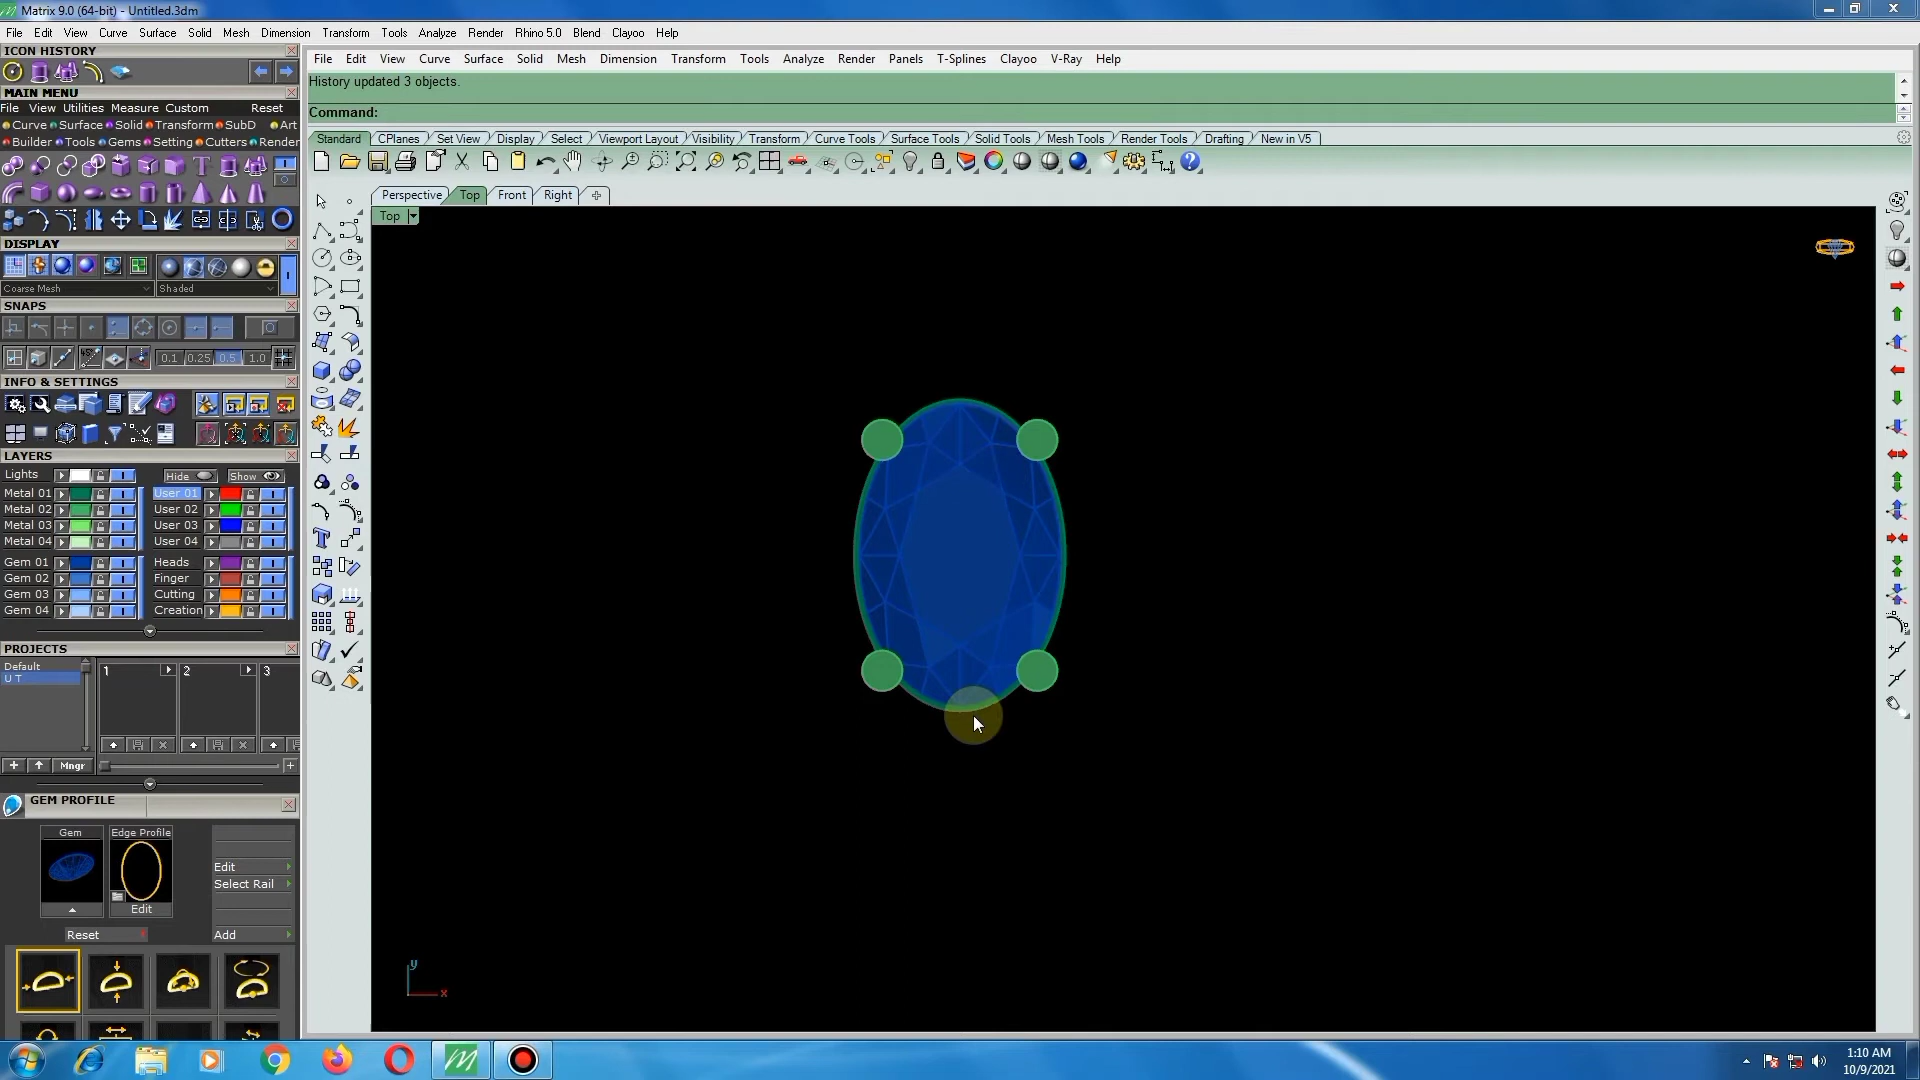 Matrix 9.0 (64-bit) - Untitled.3dm
File Edit View Curve Surface Solid Mesh Dimension Transform Tools Analyze Render Rhino 5.0 Blend Clayoo Help
ICON HISTORY
MAIN MENU
File View Utilities Measure Custom Reset
Curve Surface Solid Transform SubD Art
Builder Tools Gems Setting Cutters Render
DISPLAY
Coarse Mesh Shaded
SNAPS
0.1 0.25 0.5 1.0
INFO & SETTINGS
LAYERS
Lights Hide Show
Metal 01 User 01
Metal 02 User 02
Metal 03 User 03
Metal 04 User 04
Gem 01 Heads
Gem 02 Finger
Gem 03 Cutting
Gem 04 Creation
PROJECTS
Default
U T
1 2 3
Mngr
GEM PROFILE
Gem Edge Profile
Edit
Select Rail
Edit
Reset Add
File Edit View Curve Surface Solid Mesh Dimension Transform Tools Analyze Render Panels T-Splines Clayoo V-Ray Help
History updated 3 objects.
Command:
Standard CPlanes Set View Display Select Viewport Layout Visibility Transform Curve Tools Surface Tools Solid Tools Mesh Tools Render Tools Drafting New in V5
Perspective Top Front Right
Top
y
x
1:10 AM
10/9/2021